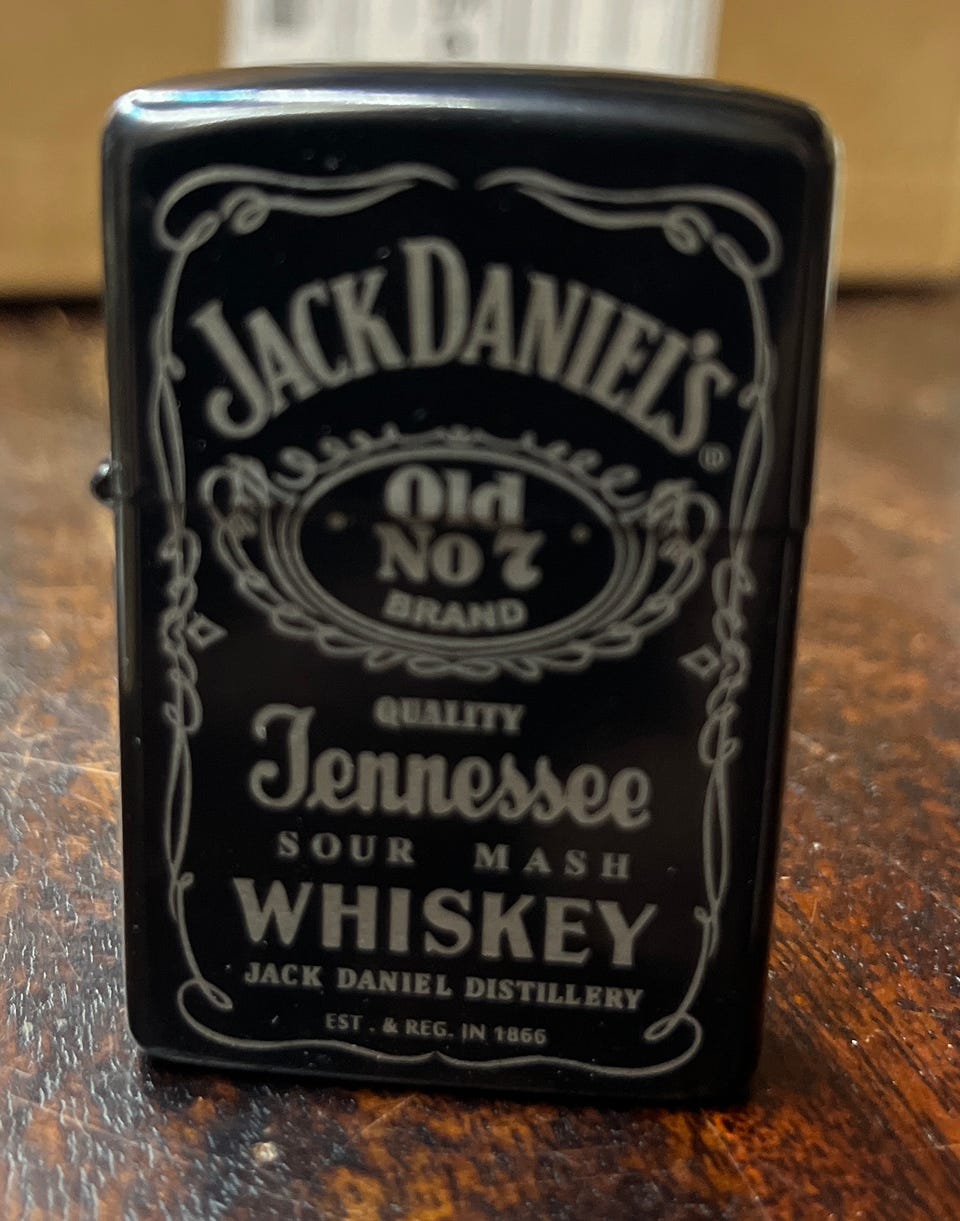 JACK DANIEL'S ®
Old
No 7
BRAND
QUALITY
Tennessee
SOUR MASH
WHISKEY
JACK DANIEL DISTILLERY
EST . & REG. IN 1866